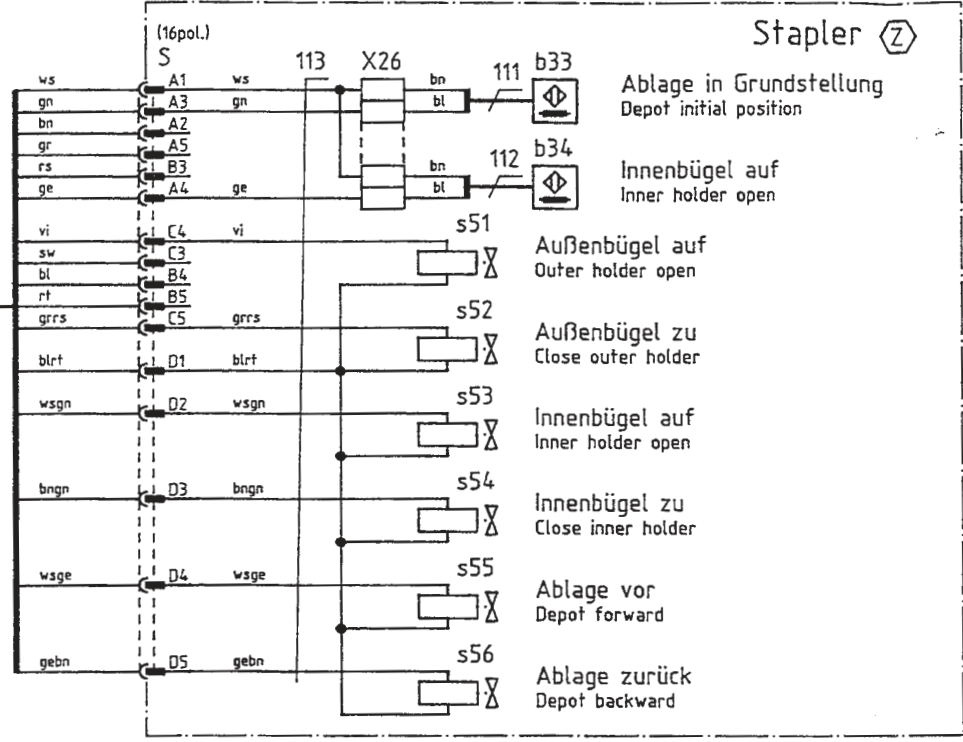 (16pol.)
S
Stapler Z
113 X26 111 b33
ws A1 ws bn
Ablage in Grundstellung
gn A3 gn bl
Depot initial position
bn A2
gr A5
112 b34
rs B3 bn
Innenbügel auf
ge A4 ge bl
Inner holder open
s51
vi C4 vi
Außenbügel auf
sw C3
Outer holder open
bl B4
rt B5
s52
grrs C5 grrs
Außenbügel zu
Close outer holder
blrt D1 blrt
s53
wsgn D2 wsgn
Innenbügel auf
Inner holder open
s54
bngn D3 bngn
Innenbügel zu
Close inner holder
s55
wsge D4 wsge
Ablage vor
Depot forward
s56
gebn D5 gebn
Ablage zurück
Depot backward